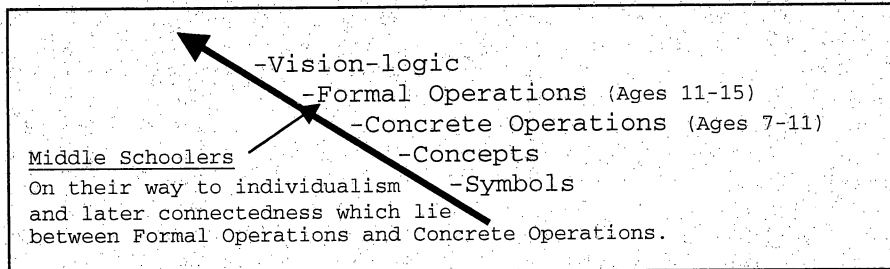 -Vision-logic
-Formal Operations (Ages 11-15)
-Concrete Operations (Ages 7-11)
Middle Schoolers -Concepts
On their way to individualism -Symbols
and later connectedness which lie
between Formal Operations and Concrete Operations.